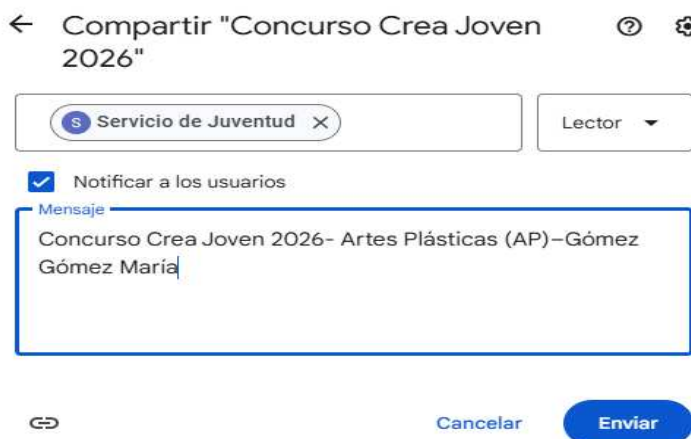 Compartir "Concurso Crea Joven
2026"
S Servicio de Juventud
Lector
Notificar a los usuarios
Mensaje
Concurso Crea Joven 2026- Artes Plásticas (AP)–Gómez
Gómez María
Cancelar
Enviar